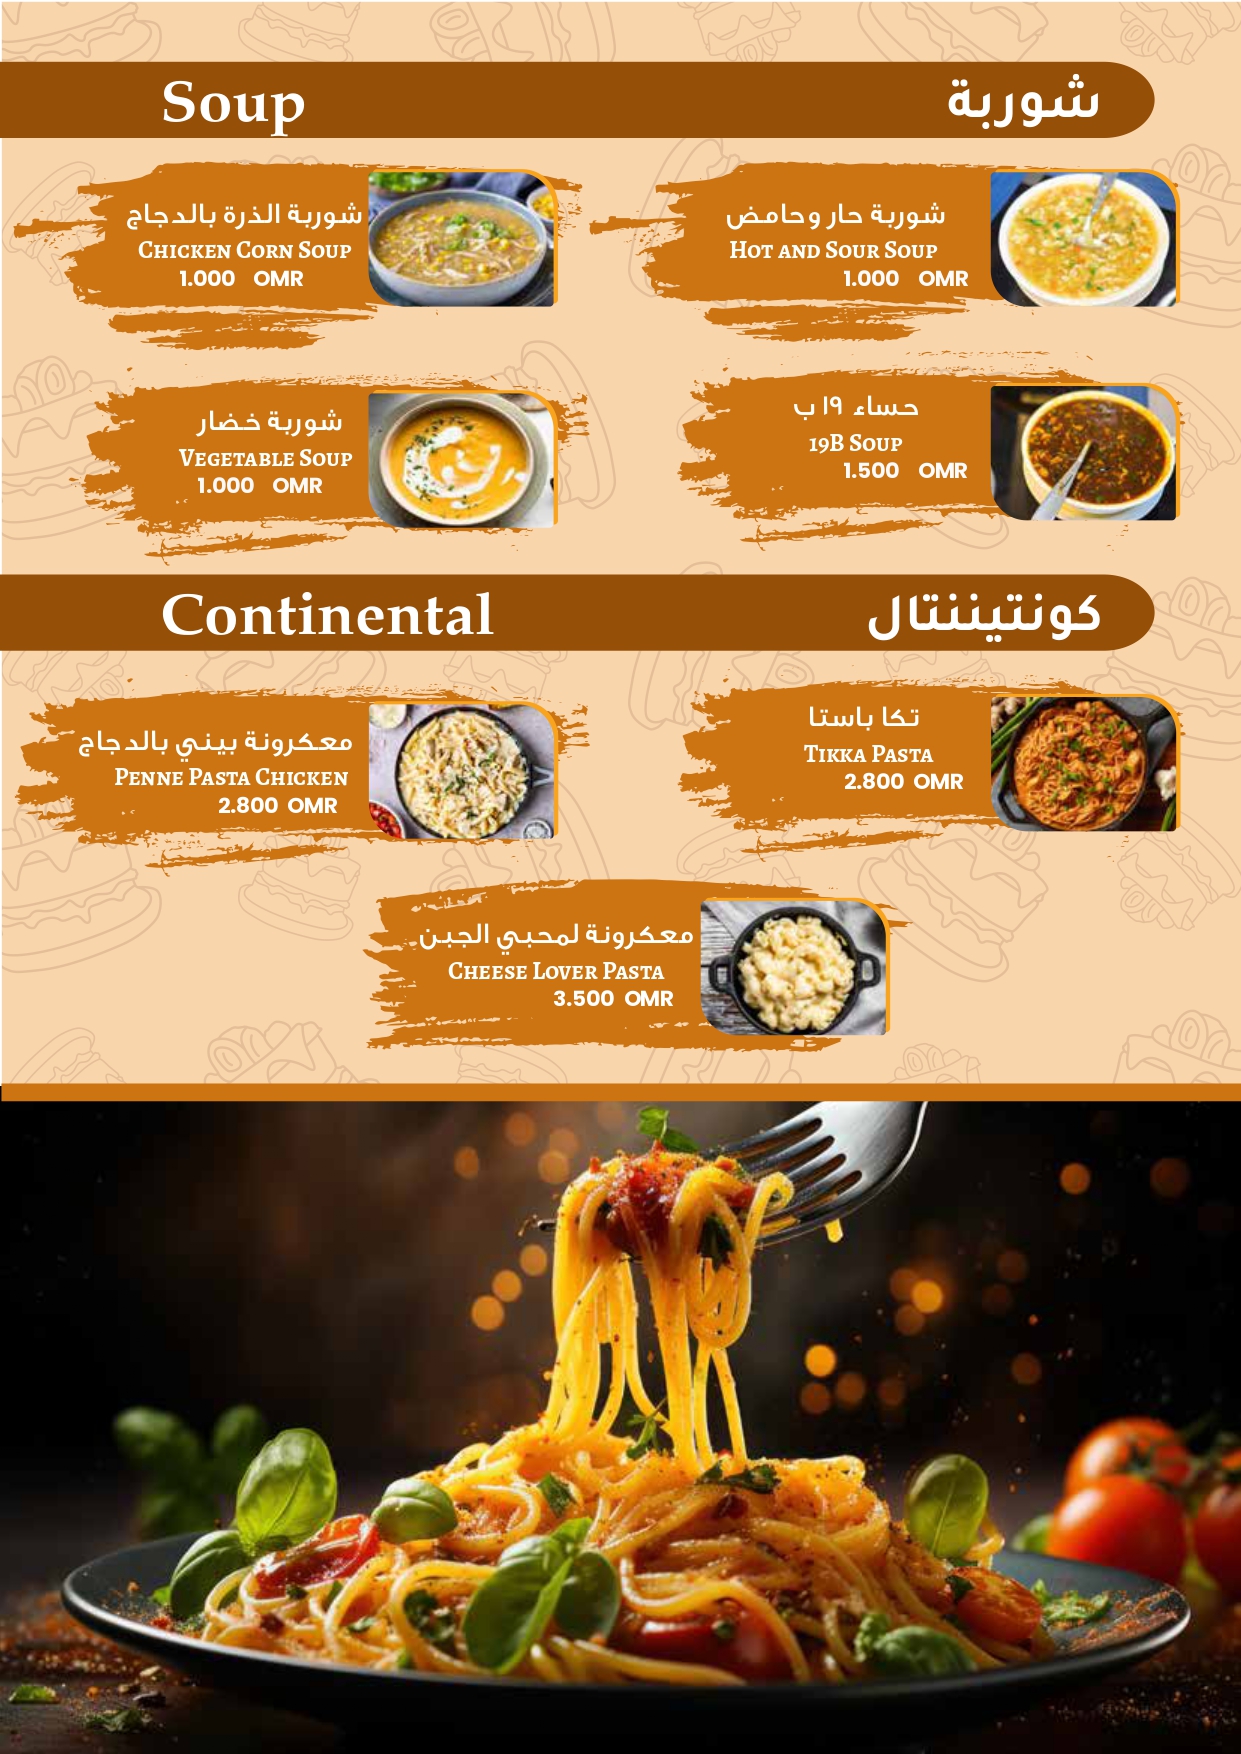 Soup
شوربة
شوربة الذرة بالدجاج
Chicken Corn Soup
1.000 OMR
شوربة حار وحامض
Hot and Sour Soup
1.000 OMR
شوربة خضار
Vegetable Soup
1.000 OMR
حساء ١٩ ب
19B Soup
1.500 OMR
Continental
كونتيننتال
معكرونة بيني بالدجاج
Penne Pasta Chicken
2.800 OMR
تكا باستا
Tikka Pasta
2.800 OMR
معكرونة لمحبي الجبن
Cheese Lover Pasta
3.500 OMR